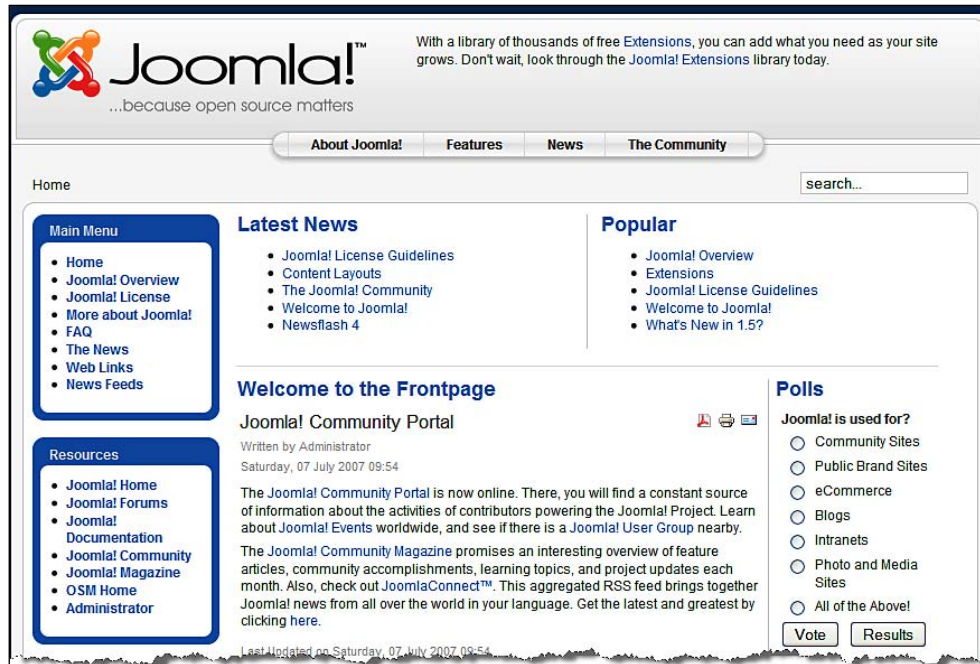 Joomla!™
...because open source matters
With a library of thousands of free Extensions, you can add what you need as your site
grows. Don't wait, look through the Joomla! Extensions library today.
About Joomla! Features News The Community
Home
search...
Main Menu
Home
Joomla! Overview
Joomla! License
More about Joomla!
FAQ
The News
Web Links
News Feeds
Resources
Joomla! Home
Joomla! Forums
Joomla!
Documentation
Joomla! Community
Joomla! Magazine
OSM Home
Administrator
Latest News
Joomla! License Guidelines
Content Layouts
The Joomla! Community
Welcome to Joomla!
Newsflash 4
Popular
Joomla! Overview
Extensions
Joomla! License Guidelines
Welcome to Joomla!
What's New in 1.5?
Welcome to the Frontpage
Joomla! Community Portal
Written by Administrator
Saturday, 07 July 2007 09:54
The Joomla! Community Portal is now online. There, you will find a constant source
of information about the activities of contributors powering the Joomla! Project. Learn
about Joomla! Events worldwide, and see if there is a Joomla! User Group nearby.
The Joomla! Community Magazine promises an interesting overview of feature
articles, community accomplishments, learning topics, and project updates each
month. Also, check out JoomlaConnect™. This aggregated RSS feed brings together
Joomla! news from all over the world in your language. Get the latest and greatest by
clicking here.
Last Updated on Saturday, 07 July 2007 09:54
Polls
Joomla! is used for?
Community Sites
Public Brand Sites
eCommerce
Blogs
Intranets
Photo and Media
Sites
All of the Above!
Vote Results